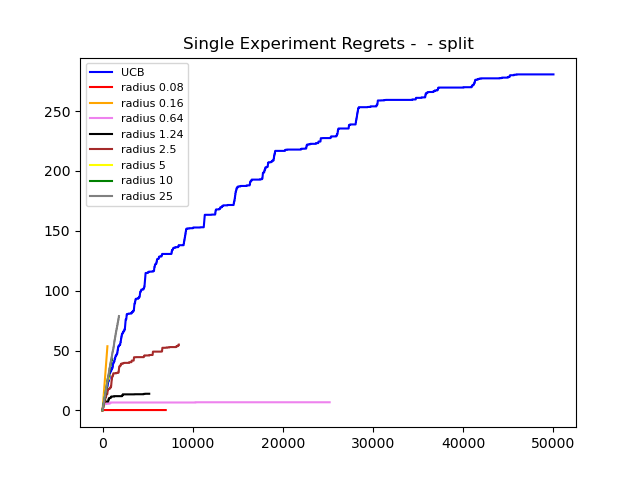 Single Experiment Regrets -  - split
UCB
radius 0.08
radius 0.16
radius 0.64
radius 1.24
radius 2.5
radius 5
radius 10
radius 25
250
200
150
100
50
0
0 10000 20000 30000 40000 50000